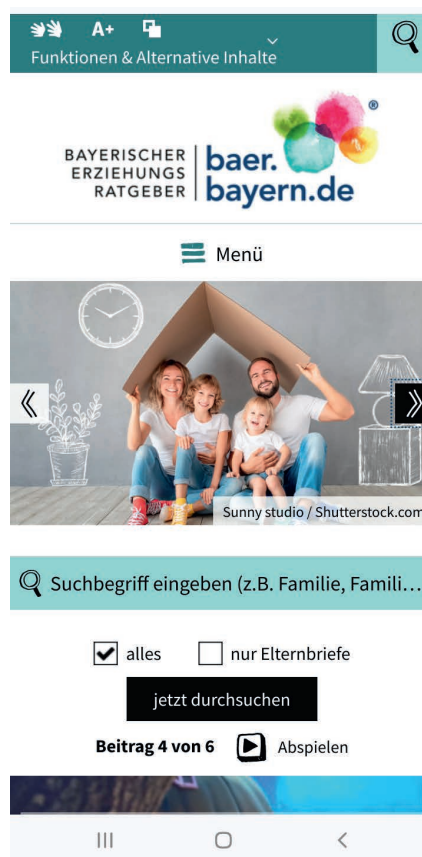 A+
Funktionen & Alternative Inhalte
BAYERISCHER
ERZIEHUNGS
RATGEBER
baer.
bayern.de
®
Menü
Sunny studio / Shutterstock.com
Suchbegriff eingeben (z.B. Familie, Famili…
alles nur Elternbriefe
jetzt durchsuchen
Beitrag 4 von 6 Abspielen